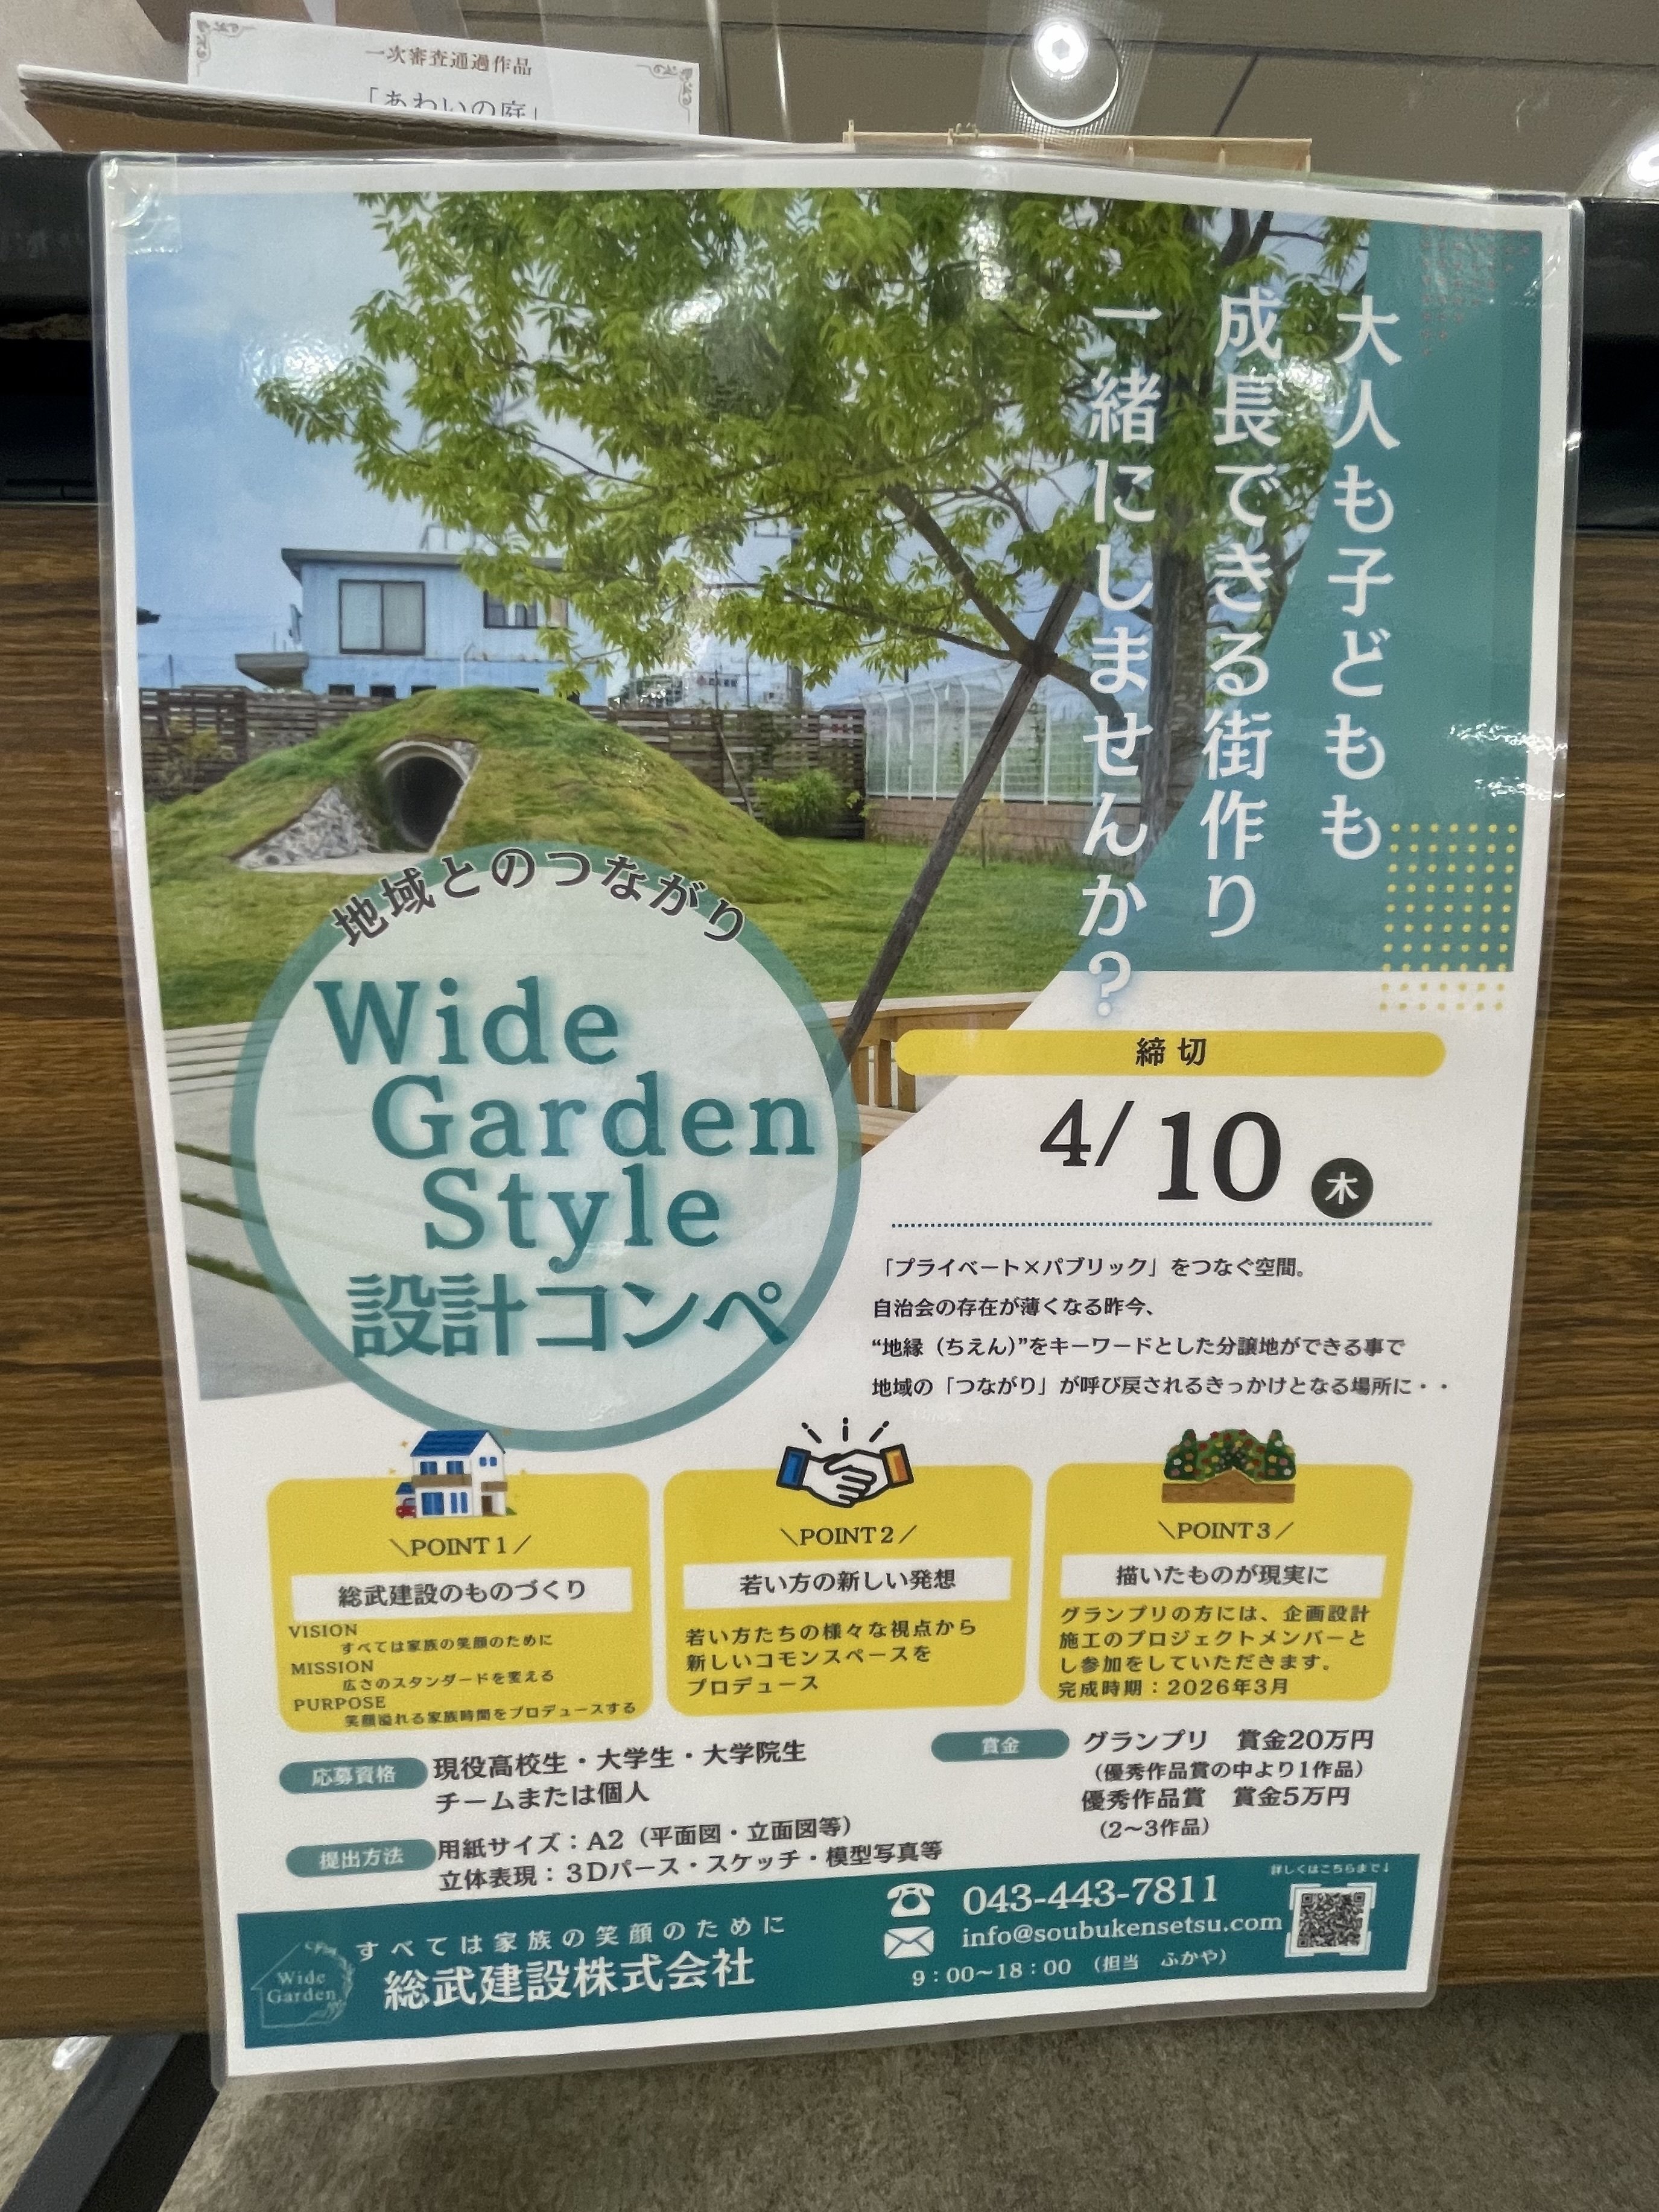 一次審査通過作品
「あわいの庭」
大人も子どもも
成長できる街作り
一緒にしませんか？
地域とのつながり
Wide
Garden
Style
設計コンペ
締切
4/10 木
「プライベート×パブリック」をつなぐ空間。
自治会の存在が薄くなる昨今、
“地縁（ちえん）”をキーワードとした分譲地ができる事で
地域の「つながり」が呼び戻されるきっかけとなる場所に・・
＼POINT１／
総武建設のものづくり
VISION
すべては家族の笑顔のために
MISSION
広さのスタンダードを変える
PURPOSE
笑顔溢れる家族時間をプロデュースする
＼POINT２／
若い方の新しい発想
若い方たちの様々な視点から
新しいコモンスペースを
プロデュース
＼POINT３／
描いたものが現実に
グランプリの方には、企画設計
施工のプロジェクトメンバーと
し参加をしていただきます。
完成時期：2026年3月
応募資格 現役高校生・大学生・大学院生
チームまたは個人
提出方法 用紙サイズ：A2（平面図・立面図等）
立体表現：３Dパース・スケッチ・模型写真等
賞金 グランプリ　賞金20万円
（優秀作品賞の中より1作品）
優秀作品賞　賞金5万円
（2〜3作品）
Wide
Garden
すべては家族の笑顔のために
総武建設株式会社
043-443-7811
info@soubukensetsu.com
9：00〜18：00　（担当　ふかや）
詳しくはこちらまで↓